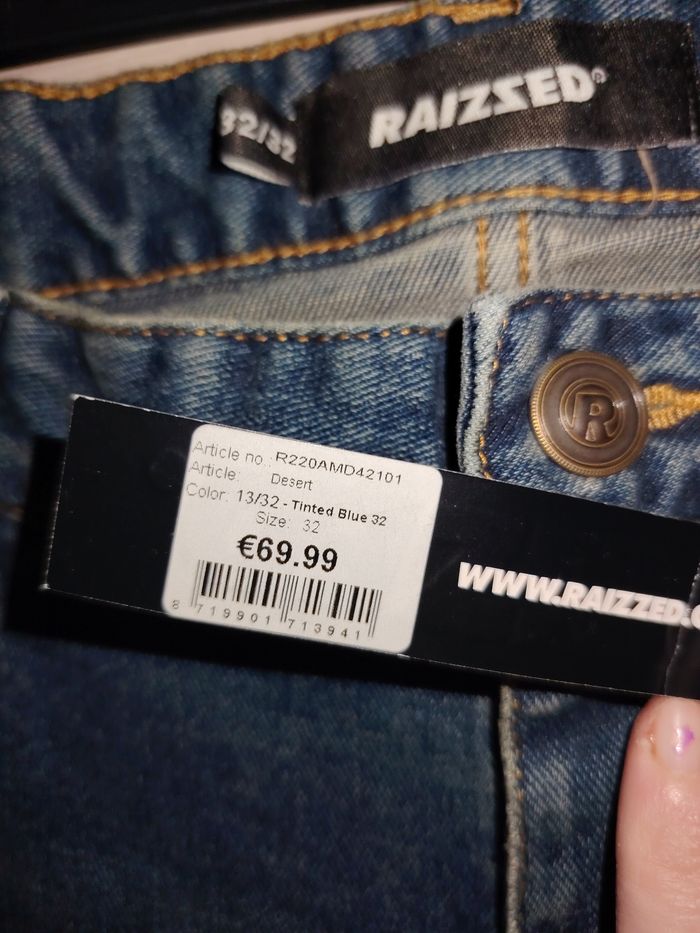 RAIZZED®
32/32
R
Article no.: R220AMD42101
Article: Desert
Color: 13/32 - Tinted Blue 32
Size: 32
€69.99
8 719901 713941
WWW.RAIZZED.